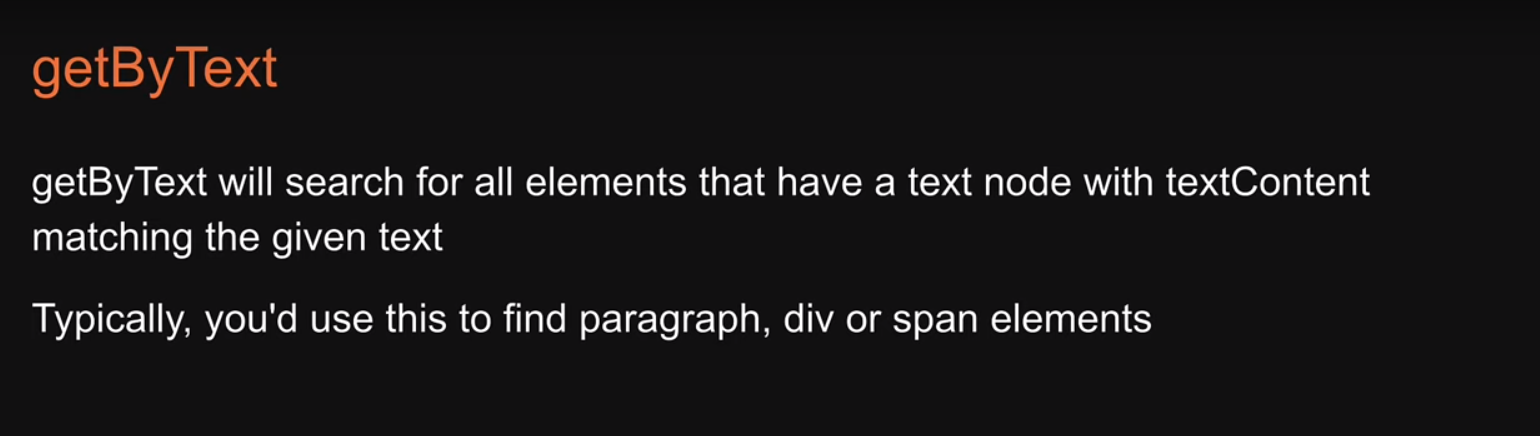 getByText
getByText will search for all elements that have a text node with textContent
matching the given text
Typically, you'd use this to find paragraph, div or span elements